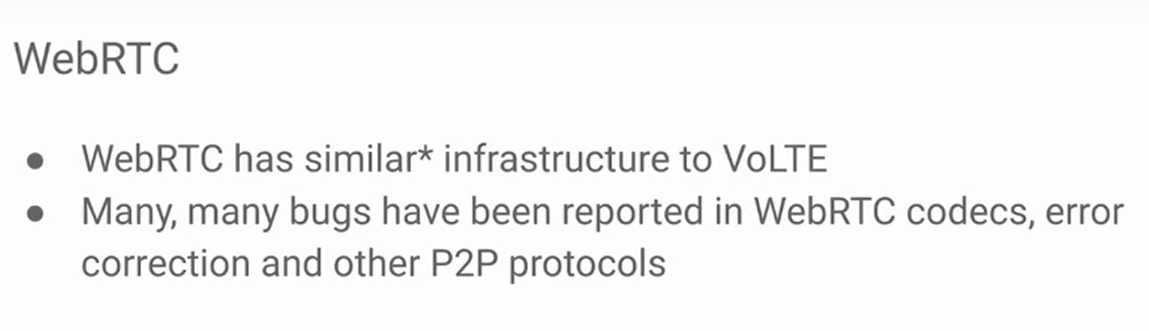 WebRTC
● WebRTC has similar* infrastructure to VoLTE
● Many, many bugs have been reported in WebRTC codecs, error
correction and other P2P protocols